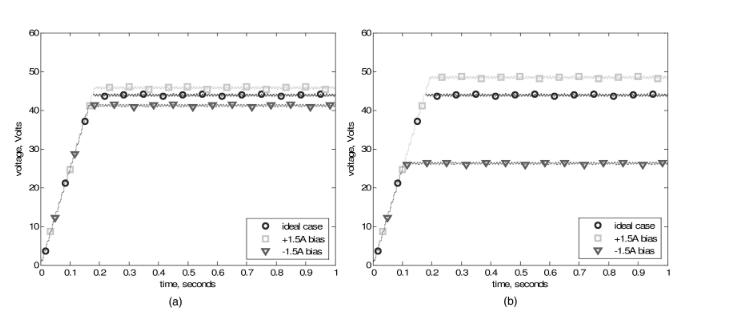 60
50
40
30
20
10
0
voltage, Volts
0 0.1 0.2 0.3 0.4 0.5 0.6 0.7 0.8 0.9 1
time, seconds
ideal case
+1.5A bias
-1.5A bias
(a)
60
50
40
30
20
10
0
voltage, Volts
0 0.1 0.2 0.3 0.4 0.5 0.6 0.7 0.8 0.9 1
time, seconds
ideal case
+1.5A bias
-1.5A bias
(b)